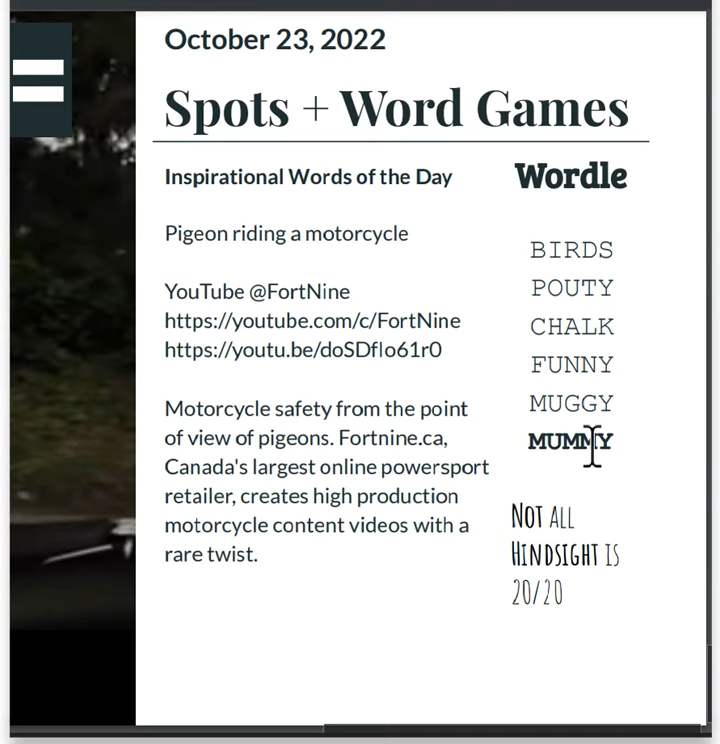 October 23, 2022
Spots + Word Games
Inspirational Words of the Day
Pigeon riding a motorcycle
YouTube @FortNine
https://youtube.com/c/FortNine
https://youtu.be/doSDfIo61r0
Motorcycle safety from the point
of view of pigeons. Fortnine.ca,
Canada's largest online powersport
retailer, creates high production
motorcycle content videos with a
rare twist.
Wordle
BIRDS
POUTY
CHALK
FUNNY
MUGGY
MUMMY
NOT ALL
HINDSIGHT IS
20/20